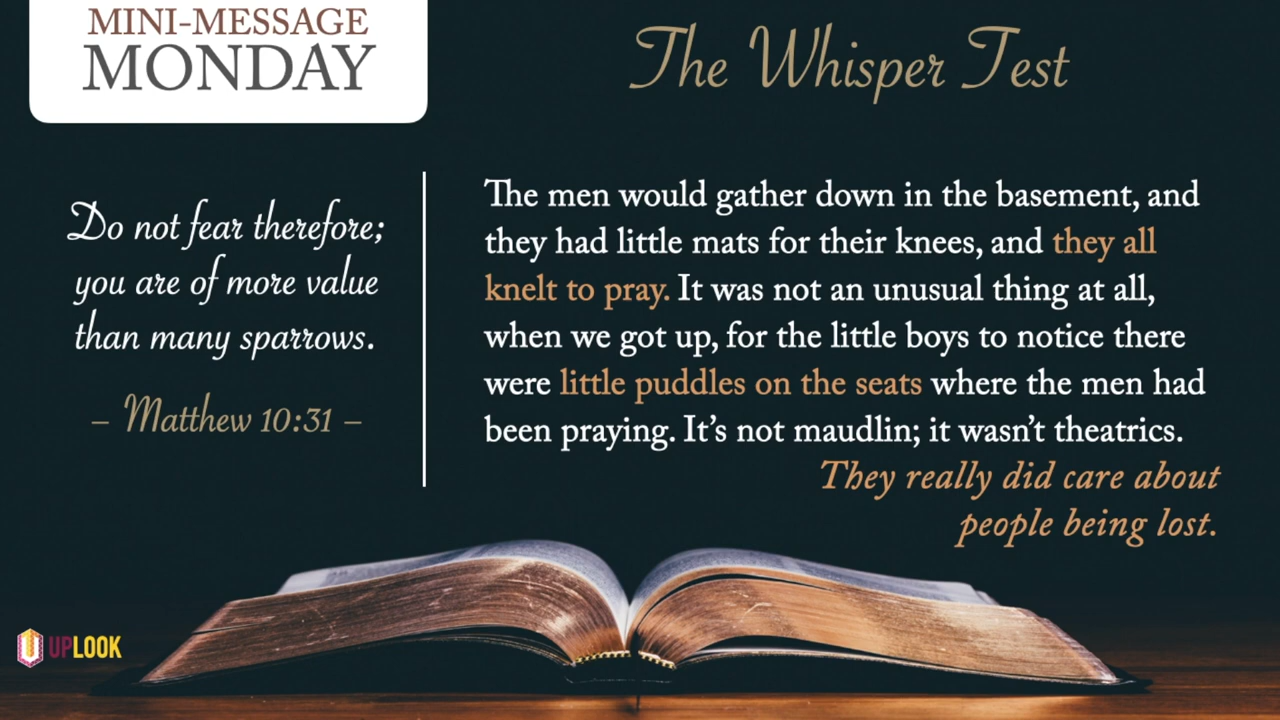 MINI-MESSAGE
MONDAY
The Whisper Test
Do not fear therefore;
you are of more value
than many sparrows.
– Matthew 10:31 –
The men would gather down in the basement, and
they had little mats for their knees, and they all
knelt to pray. It was not an unusual thing at all,
when we got up, for the little boys to notice there
were little puddles on the seats where the men had
been praying. It’s not maudlin; it wasn’t theatrics.
They really did care about
people being lost.
UPLOOK